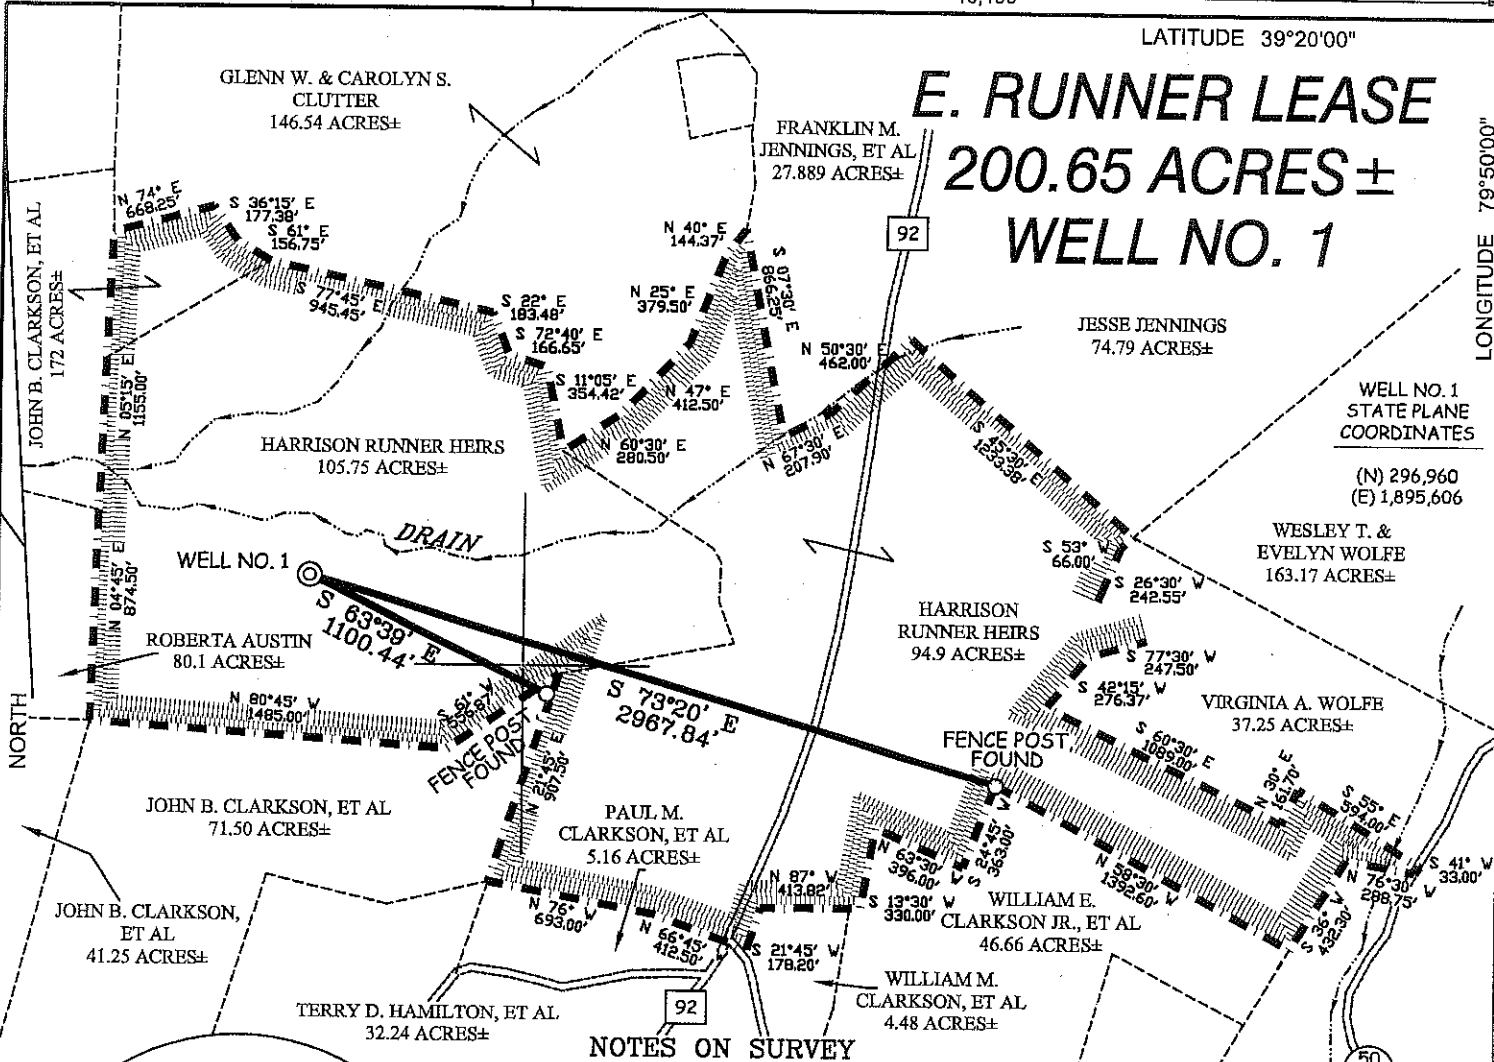 LATITUDE 39°20'00"
E. RUNNER LEASE
200.65 ACRES±
WELL NO. 1
LONGITUDE 79°50'00"
GLENN W. & CAROLYN S.
CLUTTER
146.54 ACRES±
FRANKLIN M.
JENNINGS, ET AL
27.889 ACRES±
92
JOHN B. CLARKSON, ET AL
172 ACRES±
N 74° E
668.25'
S 36°15' E
177.38'
S 61° E
156.75'
S 77°45' E
945.45'
S 22° E
183.48'
S 72°40' E
166.65'
S 11°05' E
354.42'
N 60°30' E
280.50'
N 47° E
412.50'
N 25° E
379.50'
N 40° E
144.37'
S 07°30' E
866.25'
N 67°30' E
207.90'
N 50°30' E
462.00'
S 45°30' E
1233.38'
JESSE JENNINGS
74.79 ACRES±
WELL NO. 1
STATE PLANE
COORDINATES
(N) 296,960
(E) 1,895,606
WESLEY T. &
EVELYN WOLFE
163.17 ACRES±
N 05°15' E
1155.00'
HARRISON RUNNER HEIRS
105.75 ACRES±
DRAIN
WELL NO. 1
S 63°39' E
1100.44'
N 04°45' E
874.50'
ROBERTA AUSTIN
80.1 ACRES±
NORTH
N 80°45' W
1485.00'
S 61° W
556.87'
FENCE POST
FOUND
N 21°45' E
907.50'
S 73°20' E
2967.84'
S 53° W
66.00'
S 26°30' W
242.55'
HARRISON
RUNNER HEIRS
94.9 ACRES±
S 77°30' W
247.50'
S 42°15' W
276.37'
VIRGINIA A. WOLFE
37.25 ACRES±
FENCE POST
FOUND
S 60°30' E
1089.00'
N 30° E
161.70'
S 55° E
594.00'
S 41° W
33.00'
N 76°30' W
288.75'
S 36° W
432.30'
N 58°30' W
1392.60'
S 24°45' W
363.00'
N 63°30' W
396.00'
S 13°30' W
330.00'
N 87° W
413.82'
S 21°45' W
178.20'
N 66°45' W
412.50'
N 76° W
693.00'
JOHN B. CLARKSON, ET AL
71.50 ACRES±
PAUL M.
CLARKSON, ET AL
5.16 ACRES±
WILLIAM E.
CLARKSON JR., ET AL
46.66 ACRES±
JOHN B. CLARKSON,
ET AL
41.25 ACRES±
WILLIAM M.
CLARKSON, ET AL
4.48 ACRES±
TERRY D. HAMILTON, ET AL
32.24 ACRES±
92
NOTES ON SURVEY
50